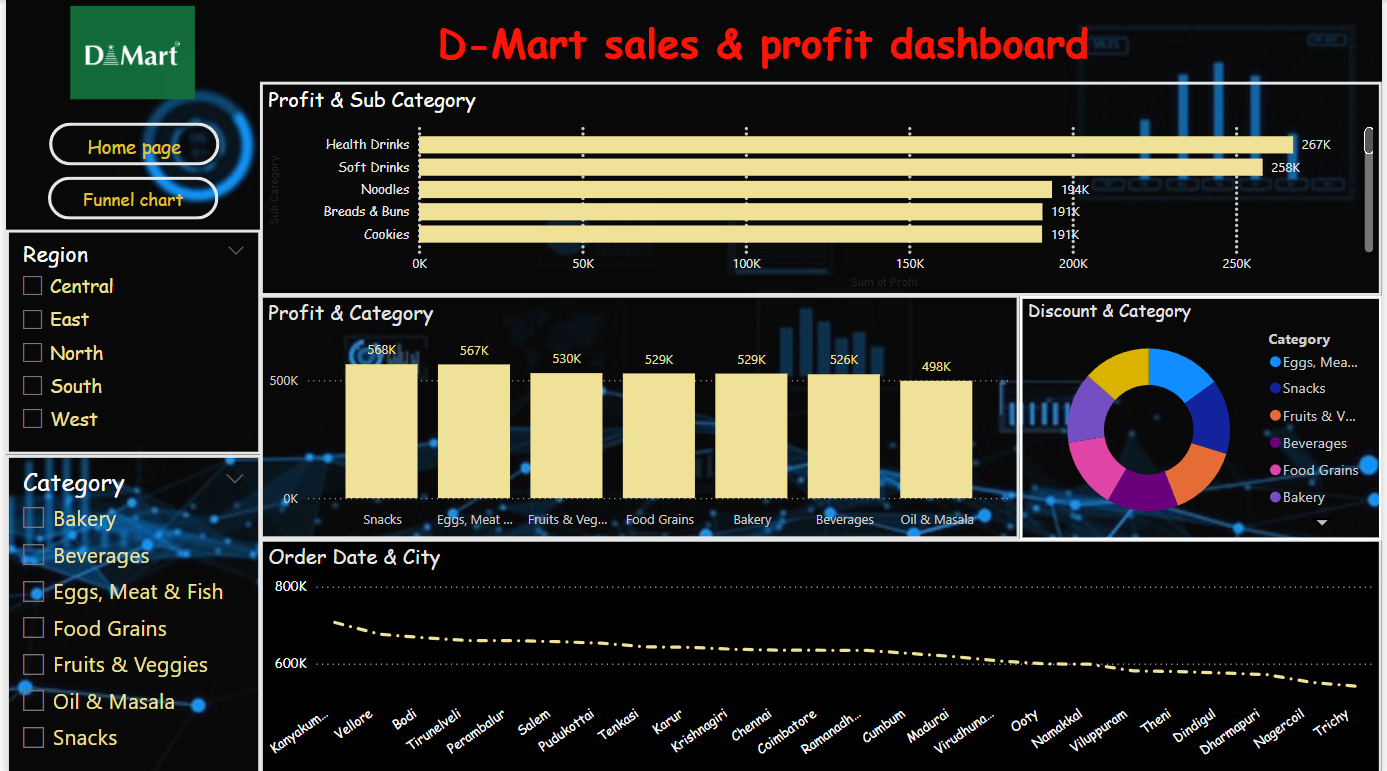 D-Mart sales & profit dashboard
D Mart
Home page
Funnel chart
Region
Central
East
North
South
West
Category
Bakery
Beverages
Eggs, Meat & Fish
Food Grains
Fruits & Veggies
Oil & Masala
Snacks
Profit & Sub Category
Sub Category
Health Drinks 267K
Soft Drinks 258K
Noodles 194K
Breads & Buns 191K
Cookies 191K
0K 50K 100K 150K 200K 250K
Sum of Profit
Profit & Category
568K 567K 530K 529K 529K 526K 498K
500K
0K
Snacks Eggs, Meat ... Fruits & Veg... Food Grains Bakery Beverages Oil & Masala
Discount & Category
Category
Eggs, Mea...
Snacks
Fruits & V...
Beverages
Food Grains
Bakery
Order Date & City
800K
600K
Kanyakum... Vellore Bodi Tirunelveli Perambalur Salem Pudukottai Tenkasi Karur Krishnagiri Chennai Coimbatore Ramanadh... Cumbum Madurai Virudhuna... Ooty Namakkal Viluppuram Theni Dindigul Dharmapuri Nagercoil Trichy